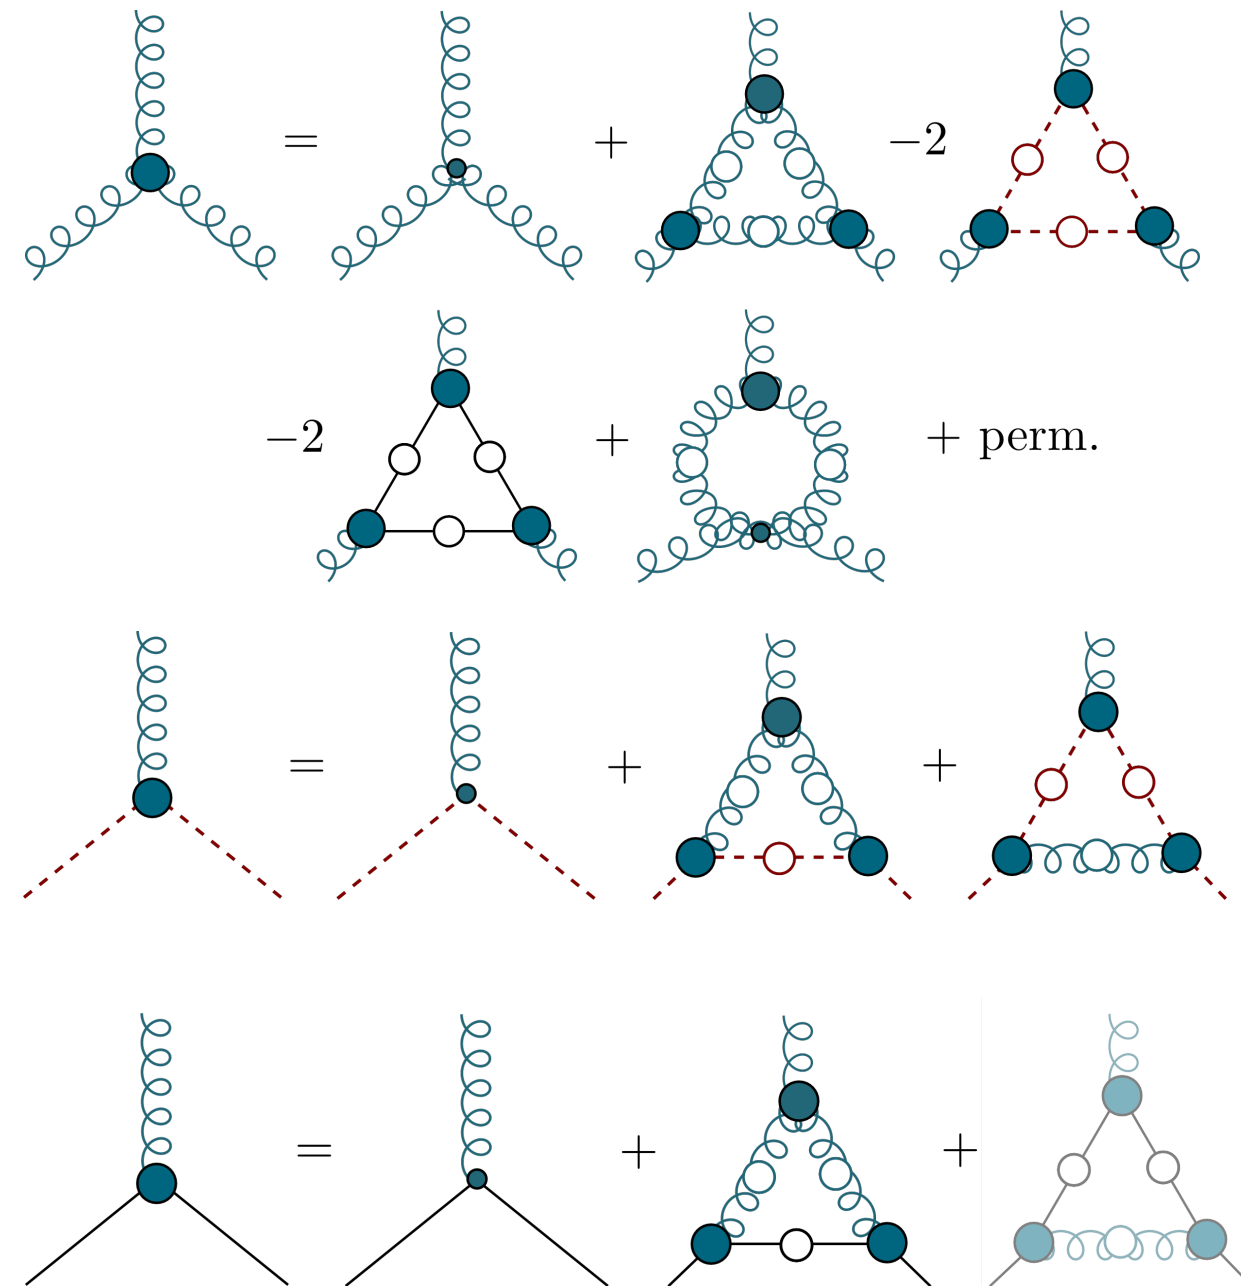 = + −2
−2 + + perm.
= + +
= + +